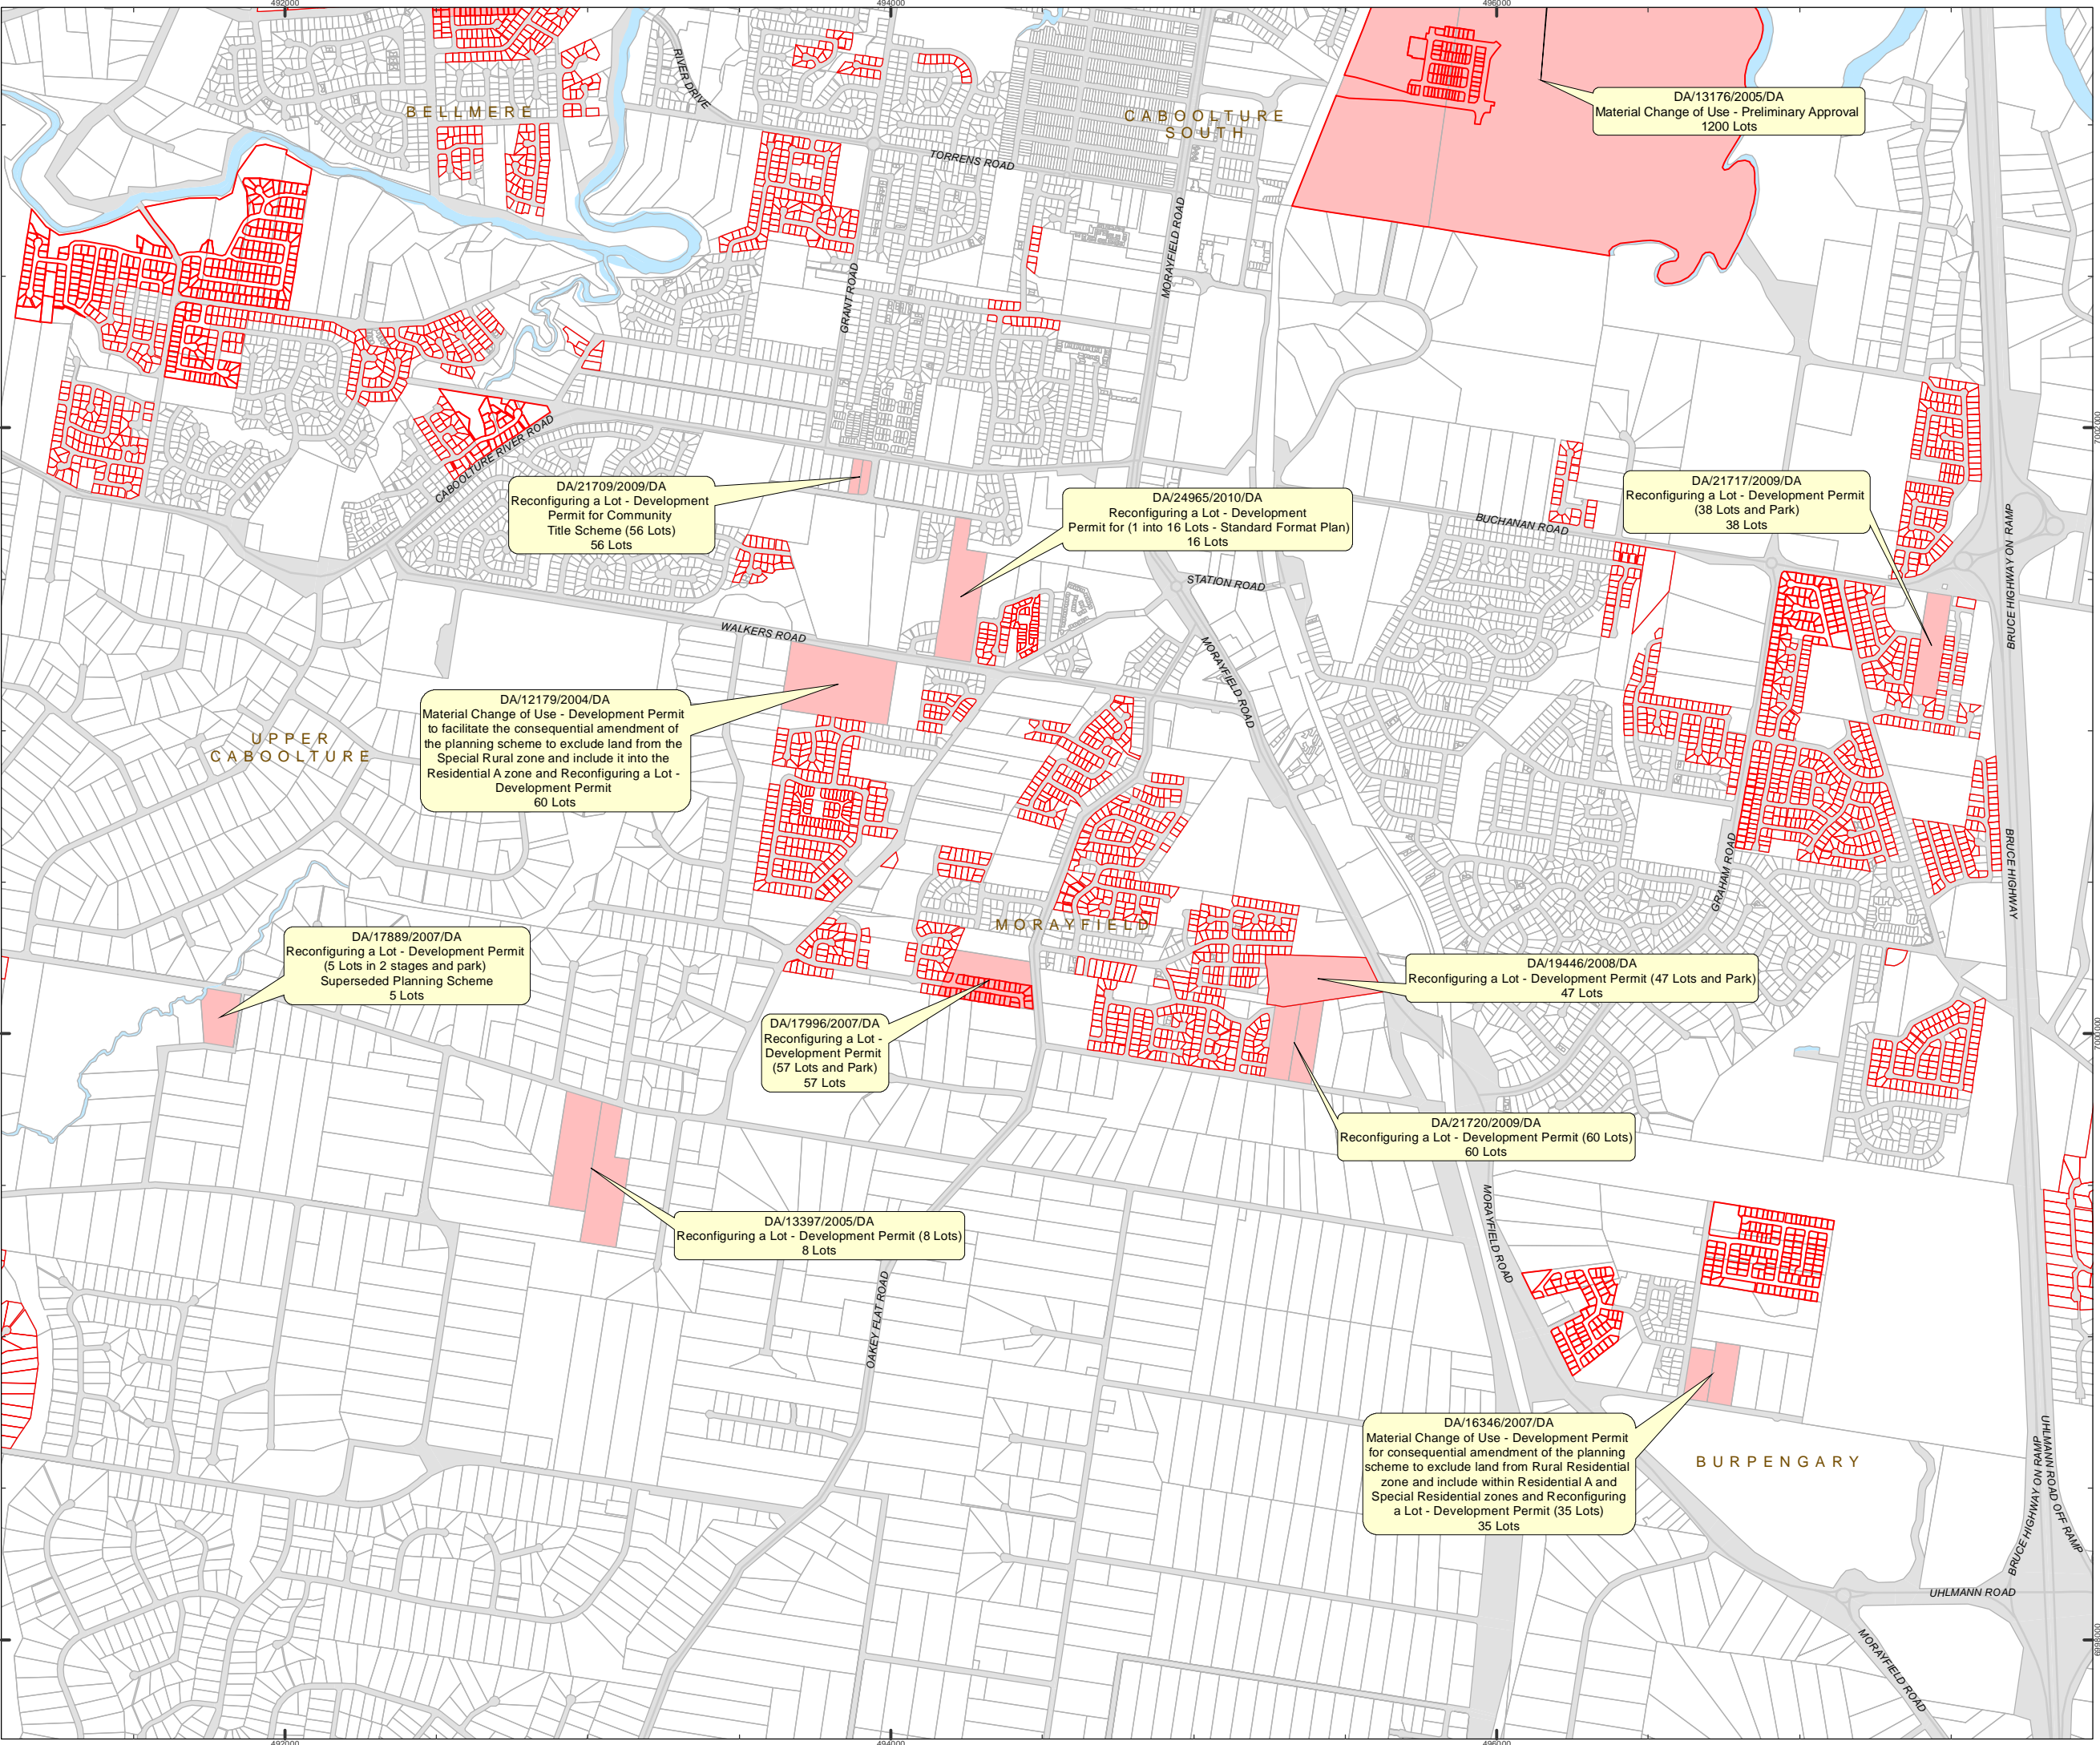 492000
494000
496000
RIVER DRIVE
BELLMERE
CABOOLTURE
SOUTH
DA/13176/2005/DA
Material Change of Use - Preliminary Approval
1200 Lots
TORRENS ROAD
MORAYFIELD ROAD
GRANT ROAD
7002000
CABOOLTURE RIVER ROAD
DA/21709/2009/DA
Reconfiguring a Lot - Development
Permit for Community
Title Scheme (56 Lots)
56 Lots
DA/24965/2010/DA
Reconfiguring a Lot - Development
Permit for (1 into 16 Lots - Standard Format Plan)
16 Lots
BUCHANAN ROAD
DA/21717/2009/DA
Reconfiguring a Lot - Development Permit
(38 Lots and Park)
38 Lots
BRUCE HIGHWAY ON RAMP
STATION ROAD
WALKERS ROAD
MORAYFIELD ROAD
DA/12179/2004/DA
Material Change of Use - Development Permit
to facilitate the consequential amendment of
the planning scheme to exclude land from the
Special Rural zone and include it into the
Residential A zone and Reconfiguring a Lot -
Development Permit
60 Lots
UPPER
CABOOLTURE
GRAHAM ROAD
BRUCE HIGHWAY
MORAYFIELD
DA/17889/2007/DA
Reconfiguring a Lot - Development Permit
(5 Lots in 2 stages and park)
Superseded Planning Scheme
5 Lots
DA/19446/2008/DA
Reconfiguring a Lot - Development Permit (47 Lots and Park)
47 Lots
DA/17996/2007/DA
Reconfiguring a Lot -
Development Permit
(57 Lots and Park)
57 Lots
7000000
DA/21720/2009/DA
Reconfiguring a Lot - Development Permit (60 Lots)
60 Lots
DA/13397/2005/DA
Reconfiguring a Lot - Development Permit (8 Lots)
8 Lots
MORAYFIELD ROAD
OAKEY FLAT ROAD
DA/16346/2007/DA
Material Change of Use - Development Permit
for consequential amendment of the planning
scheme to exclude land from Rural Residential
zone and include within Residential A and
Special Residential zones and Reconfiguring
a Lot - Development Permit (35 Lots)
35 Lots
BURPENGARY
BRUCE HIGHWAY ON RAMP
UHLMANN ROAD OFF RAMP
UHLMANN ROAD
MORAYFIELD ROAD
6998000
492000
494000
496000